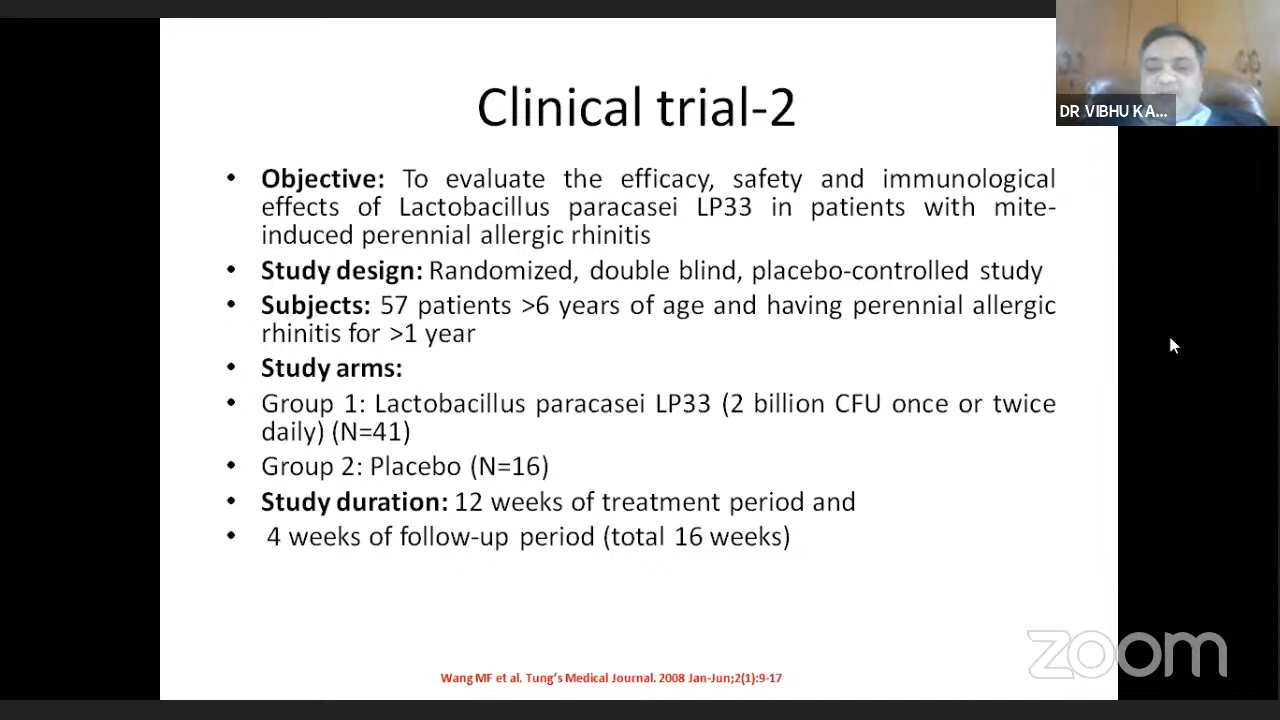 Clinical trial-2
DR VIBHU KA...
• Objective: To evaluate the efficacy, safety and immunological
effects of Lactobacillus paracasei LP33 in patients with mite-
induced perennial allergic rhinitis
• Study design: Randomized, double blind, placebo-controlled study
• Subjects: 57 patients >6 years of age and having perennial allergic
rhinitis for >1 year
• Study arms:
• Group 1: Lactobacillus paracasei LP33 (2 billion CFU once or twice
daily) (N=41)
• Group 2: Placebo (N=16)
• Study duration: 12 weeks of treatment period and
• 4 weeks of follow-up period (total 16 weeks)
zoom
Wang MF et al. Tung's Medical Journal. 2008 Jan-Jun;2(1):9-17